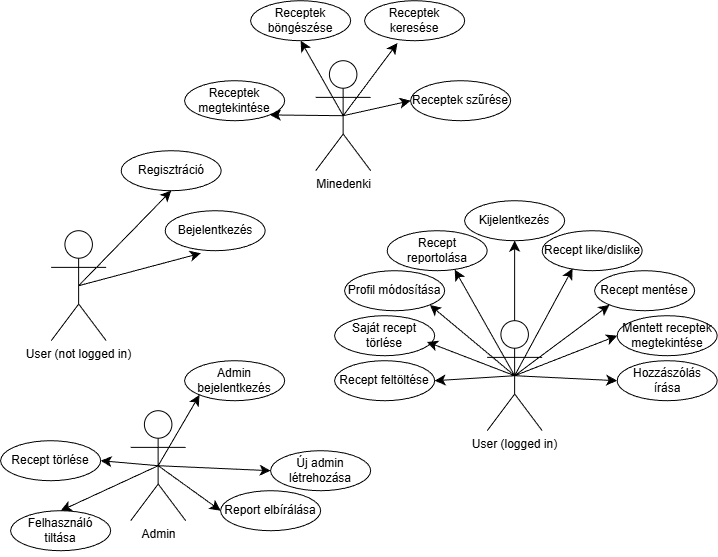 Receptek
böngészése
Receptek
keresése
Receptek
megtekintése
Receptek szűrése
Minedenki
Regisztráció
Bejelentkezés
User (not logged in)
Kijelentkezés
Recept
reportolása
Recept like/dislike
Profil módosítása
Recept mentése
Saját recept
törlése
Mentett receptek
megtekintése
Recept feltöltése
Hozzászólás
írása
User (logged in)
Admin
bejelentkezés
Recept törlése
Új admin
létrehozása
Felhasználó
tiltása
Report elbírálása
Admin